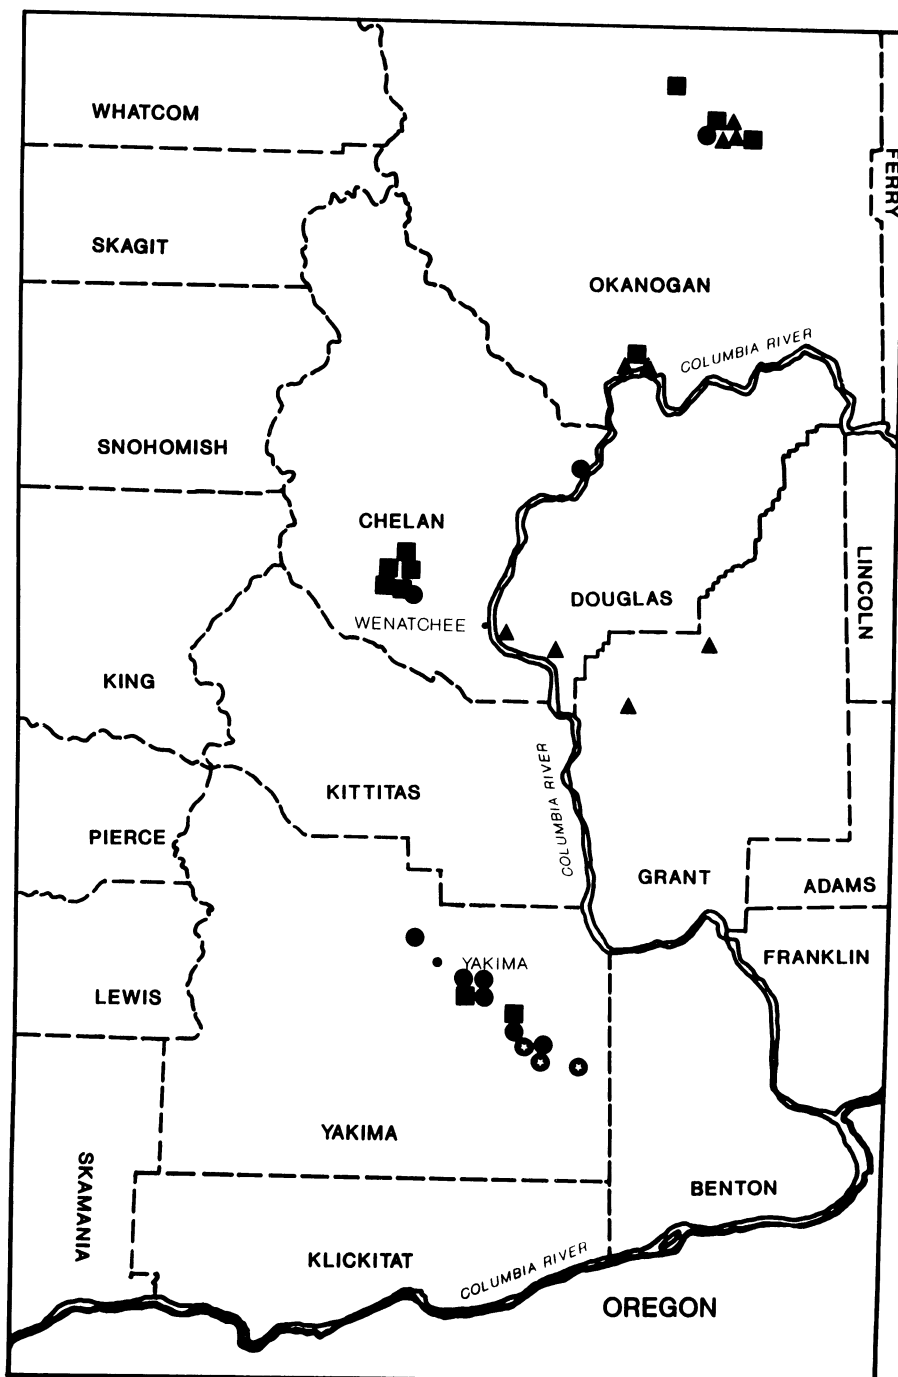 WHATCOM
FERRY
SKAGIT
OKANOGAN
COLUMBIA RIVER
SNOHOMISH
CHELAN
LINCOLN
DOUGLAS
WENATCHEE
KING
COLUMBIA RIVER
KITTITAS
PIERCE
GRANT
ADAMS
YAKIMA
FRANKLIN
LEWIS
YAKIMA
SKAMANIA
BENTON
KLICKITAT
COLUMBIA RIVER
OREGON